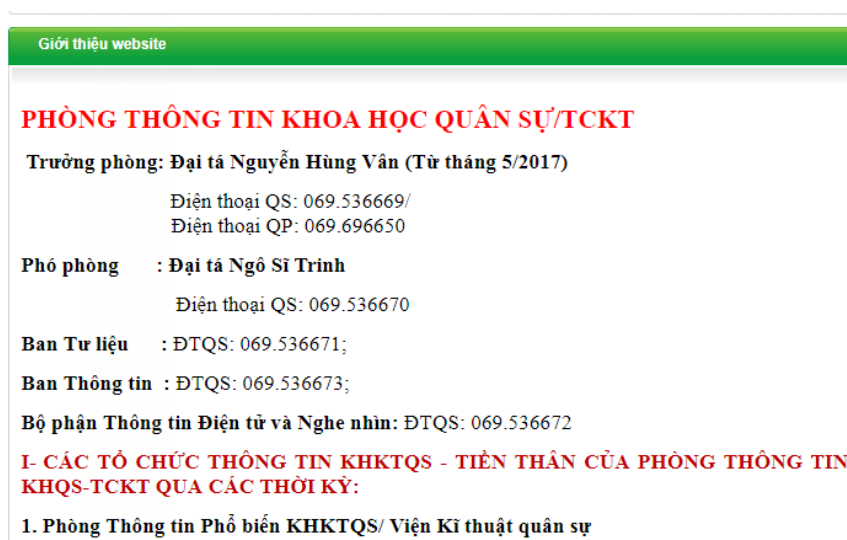 Giới thiệu website
PHÒNG THÔNG TIN KHOA HỌC QUÂN SỰ/TCKT
Trưởng phòng: Đại tá Nguyễn Hùng Vân (Từ tháng 5/2017)
Điện thoại QS: 069.536669/
Điện thoại QP: 069.696650
Phó phòng : Đại tá Ngô Sĩ Trinh
Điện thoại QS: 069.536670
Ban Tư liệu : ĐTQS: 069.536671;
Ban Thông tin : ĐTQS: 069.536673;
Bộ phận Thông tin Điện tử và Nghe nhìn: ĐTQS: 069.536672
I- CÁC TỔ CHỨC THÔNG TIN KHKTQS - TIỀN THÂN CỦA PHÒNG THÔNG TIN
KHQS-TCKT QUA CÁC THỜI KỲ:
1. Phòng Thông tin Phổ biến KHKTQS/ Viện Kĩ thuật quân sự